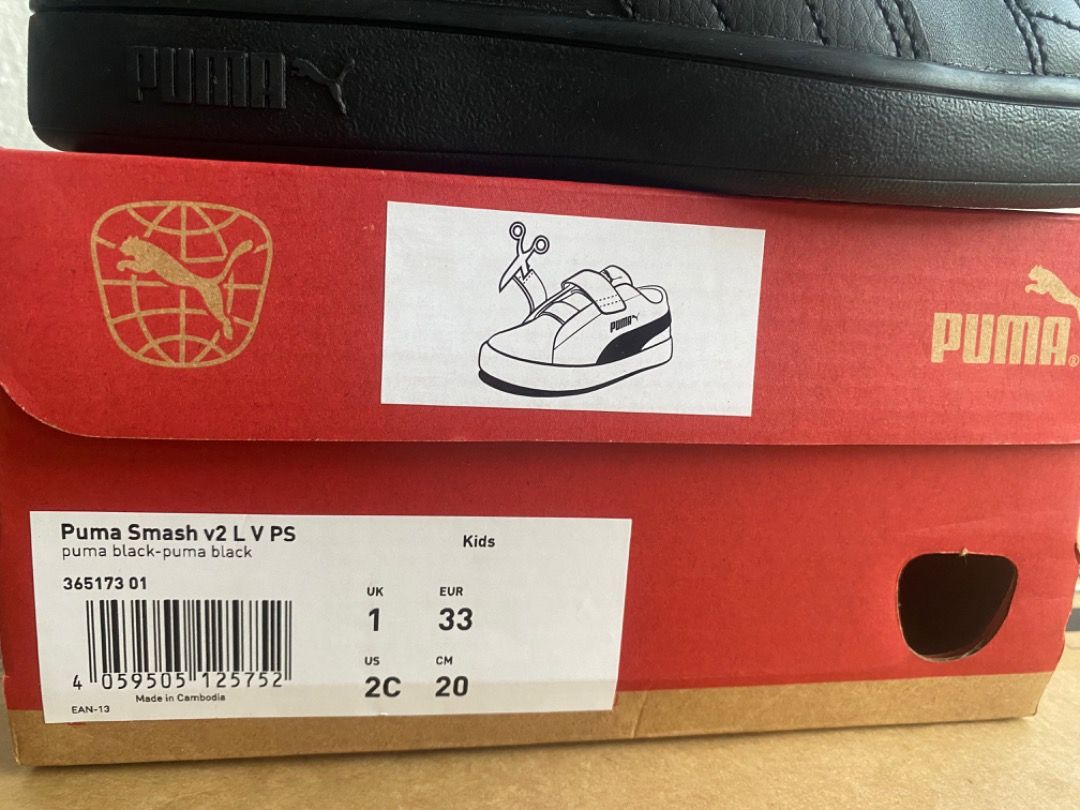 PUMA
PUMA
PUMA®
Puma Smash v2 L V PS
puma black-puma black
Kids
365173 01
UK
EUR
1
33
US
CM
2C
20
4 059505 125752
Made in Cambodia
EAN-13